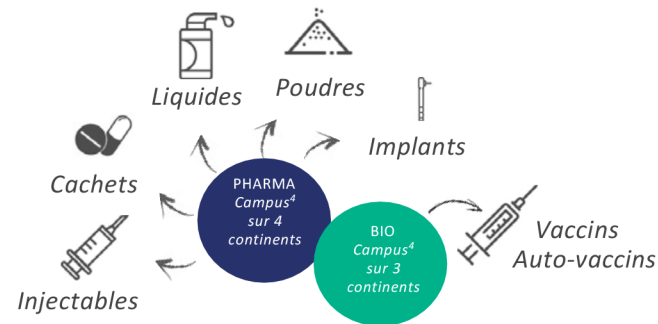 Liquides
Poudres
Implants
Cachets
Injectables
PHARMA
Campus⁴
sur 4
continents
BIO
Campus⁴
sur 3
continents
Vaccins
Auto-vaccins